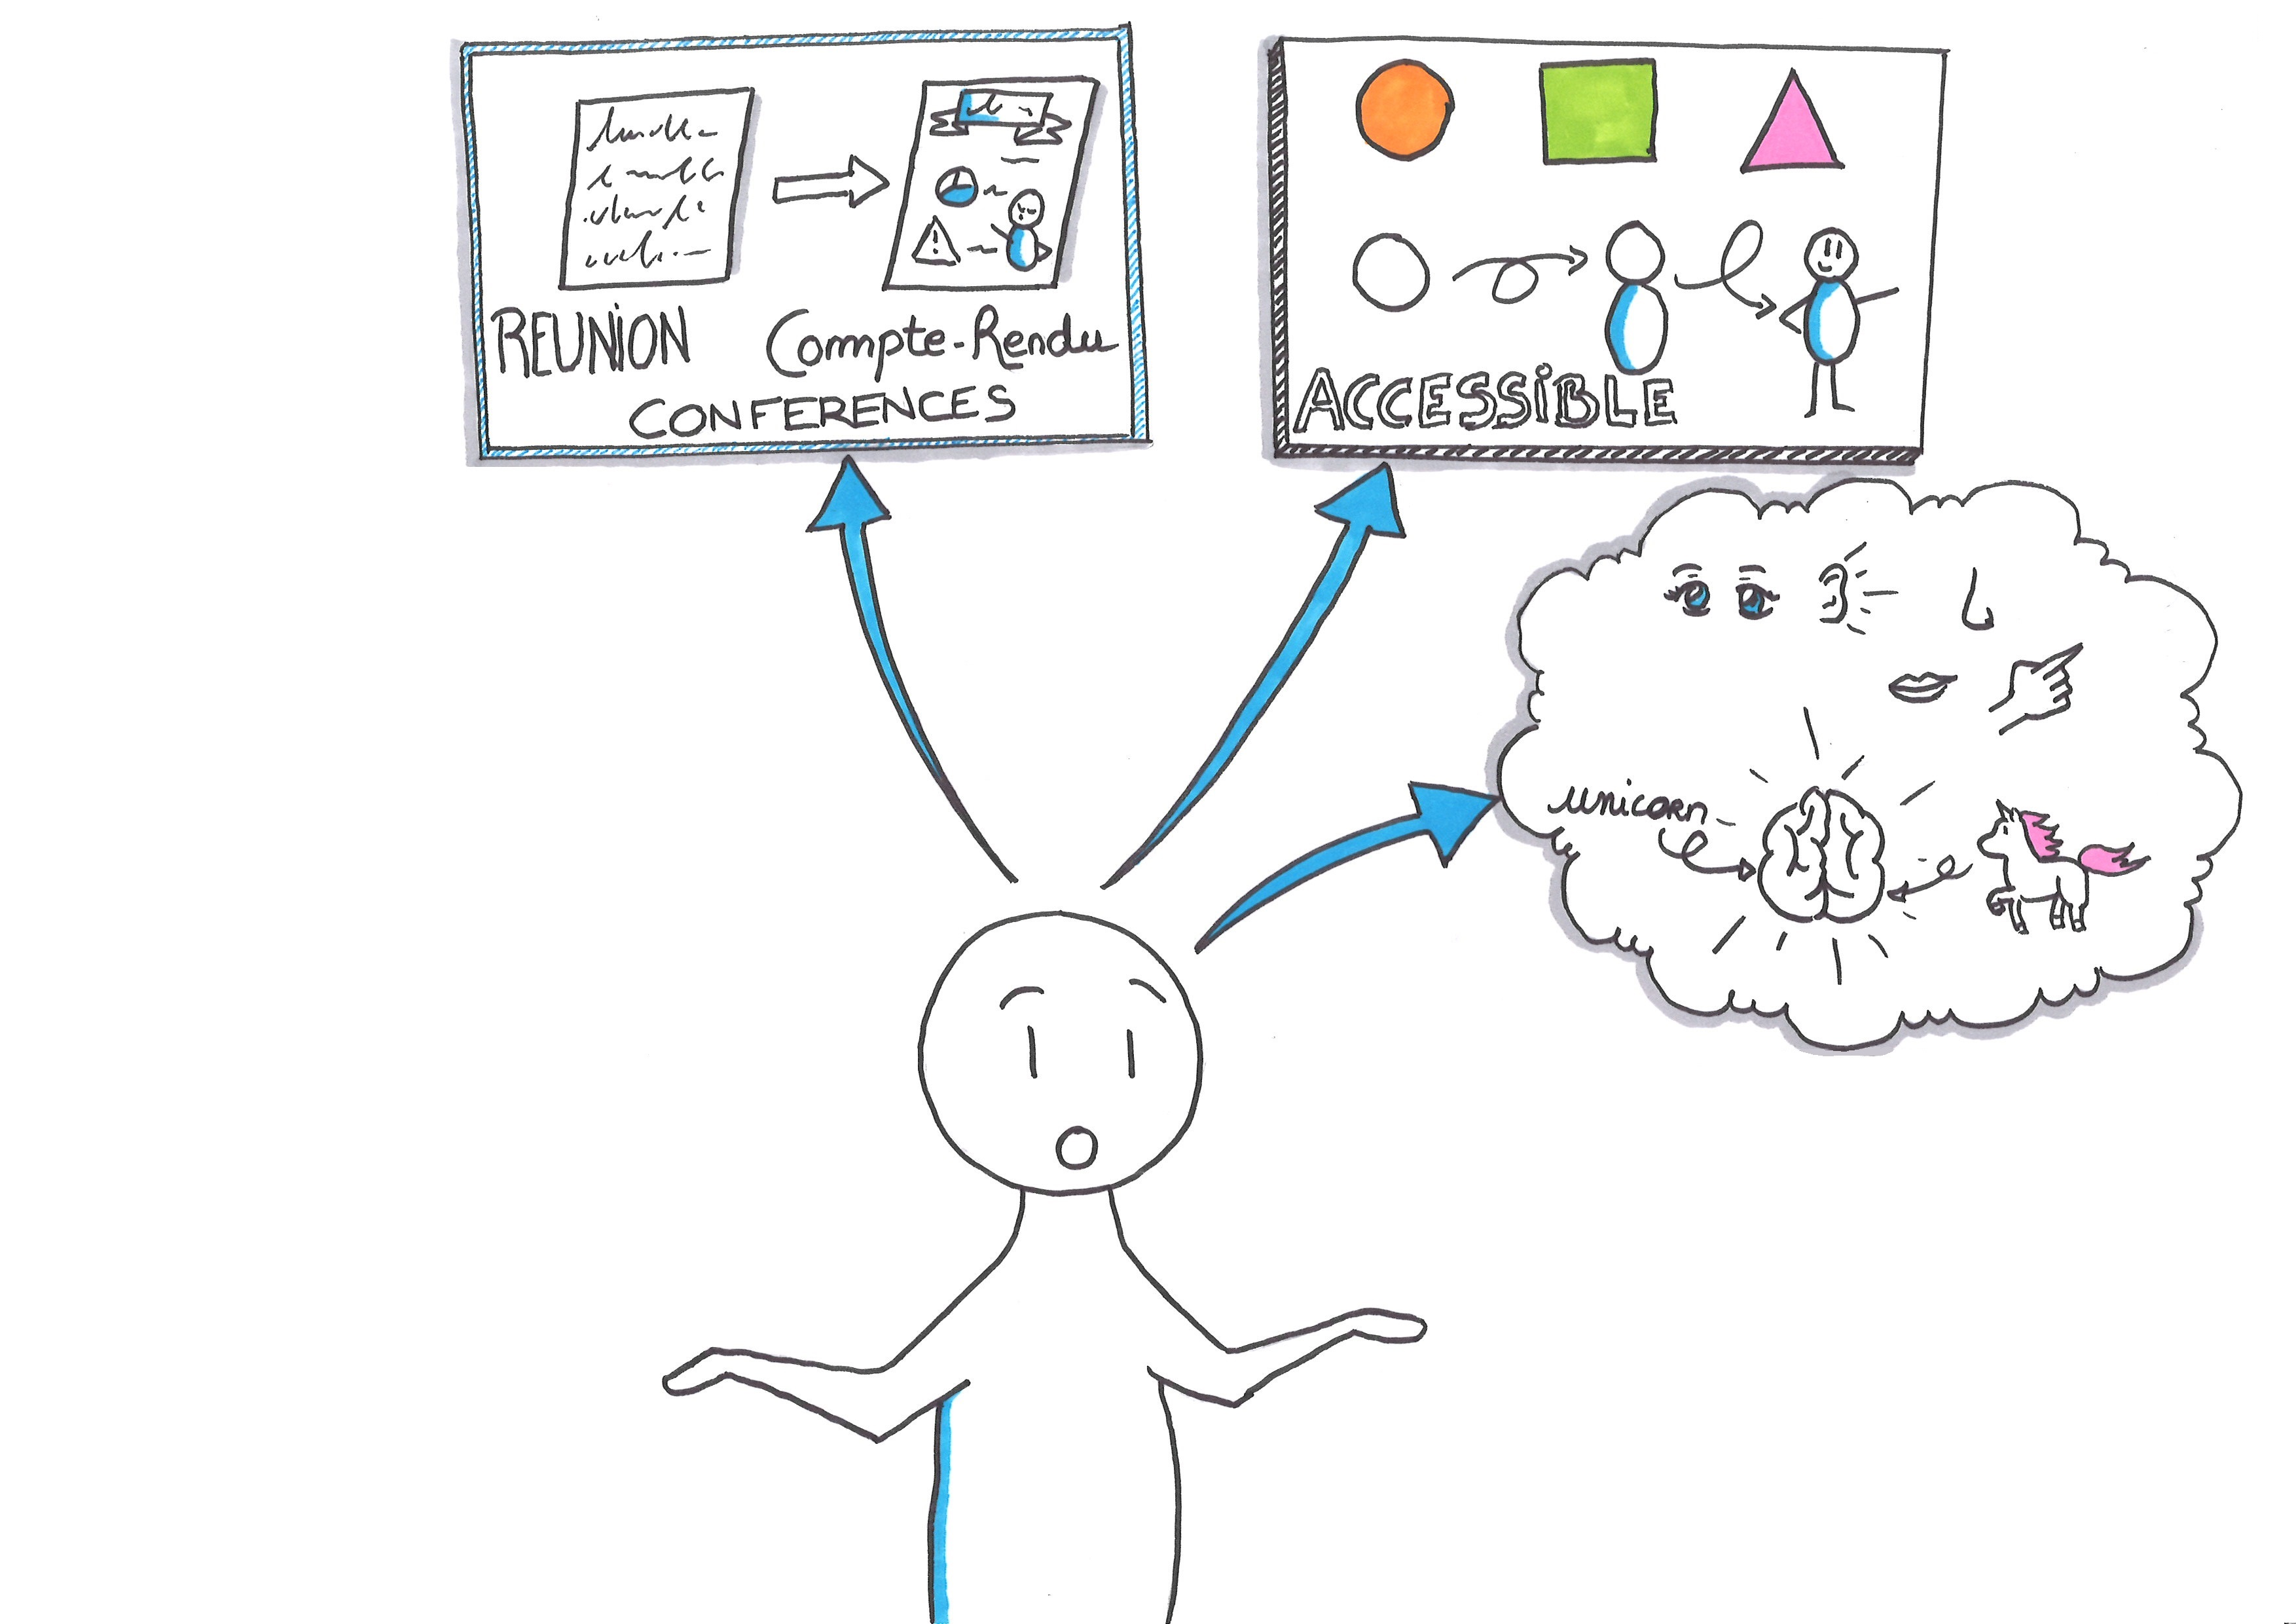 REUNION
Compte-Rendu
CONFERENCES
ACCESSIBLE
unicorn